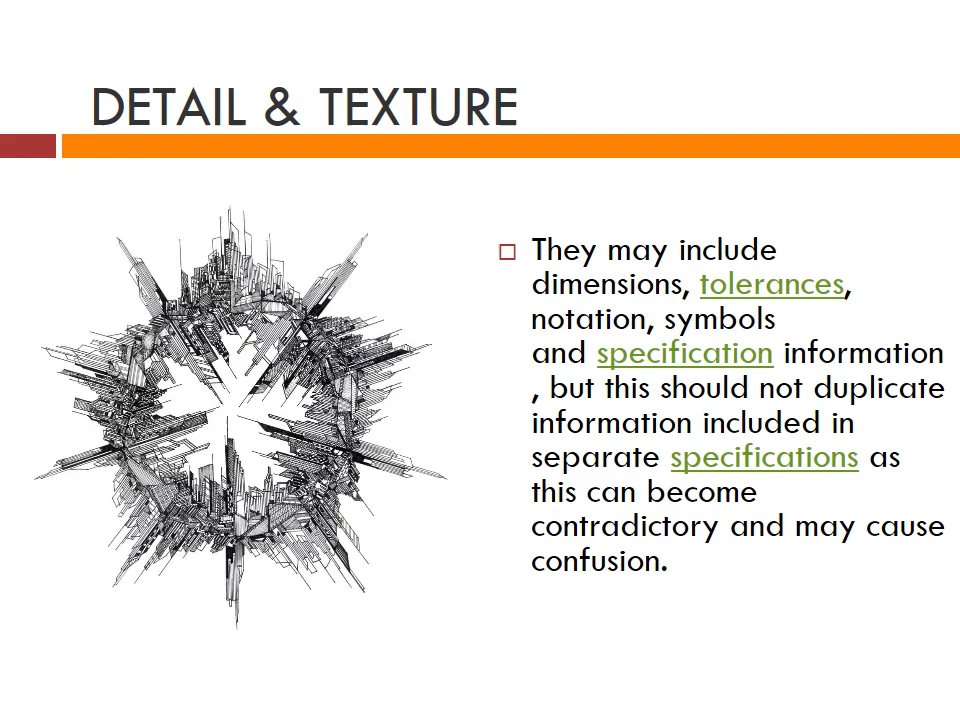 DETAIL & TEXTURE
They may include
dimensions, tolerances,
notation, symbols
and specification information
, but this should not duplicate
information included in
separate specifications as
this can become
contradictory and may cause
confusion.